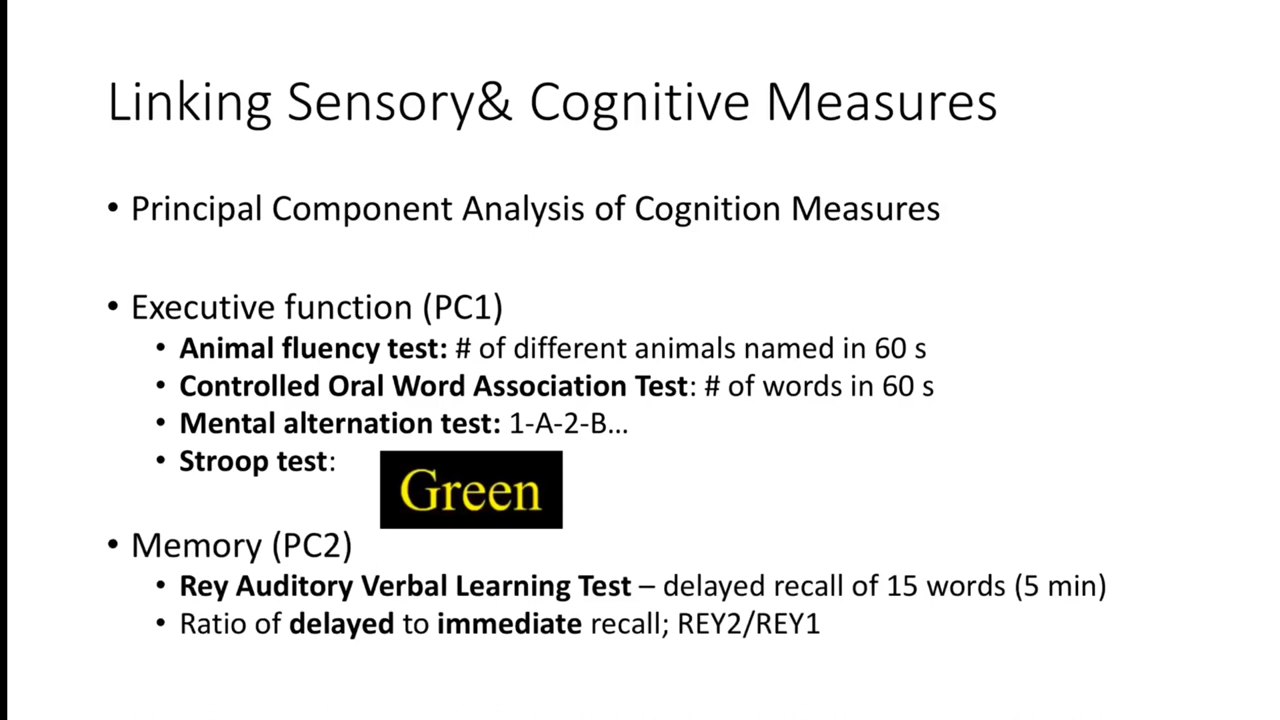 Linking Sensory& Cognitive Measures
• Principal Component Analysis of Cognition Measures
• Executive function (PC1)
• Animal fluency test: # of different animals named in 60 s
• Controlled Oral Word Association Test: # of words in 60 s
• Mental alternation test: 1-A-2-B...
• Stroop test:
Green
• Memory (PC2)
• Rey Auditory Verbal Learning Test – delayed recall of 15 words (5 min)
• Ratio of delayed to immediate recall; REY2/REY1